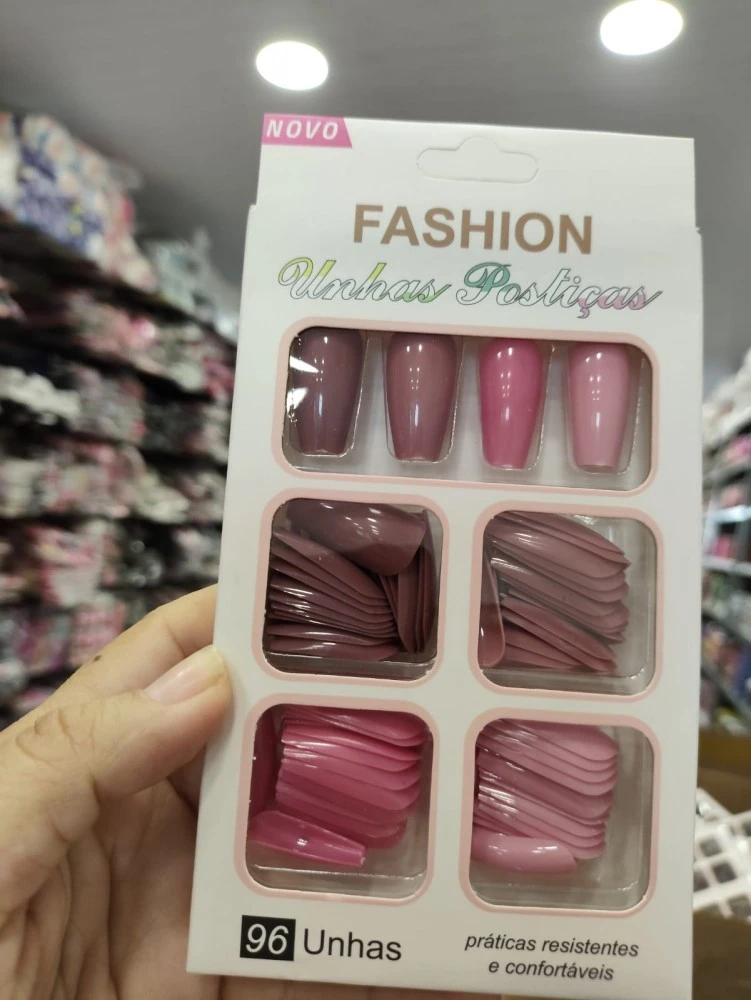 NOVO
FASHION
Unhas Postiças
96 Unhas
práticas resistentes
e confortáveis